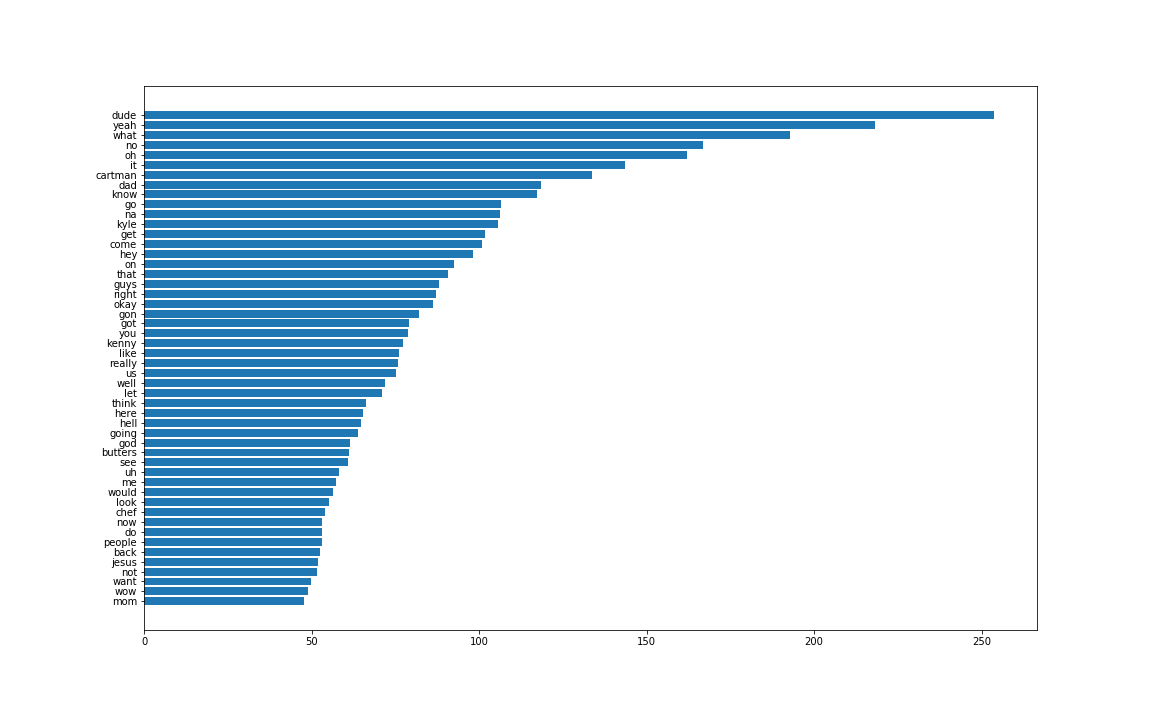 dude
yeah
what
no
oh
it
cartman
dad
know
go
na
kyle
get
come
hey
on
that
guys
right
okay
gon
got
you
kenny
like
really
us
well
let
think
here
hell
going
god
butters
see
uh
me
would
look
chef
now
do
people
back
jesus
not
want
wow
mom
0 50 100 150 200 250